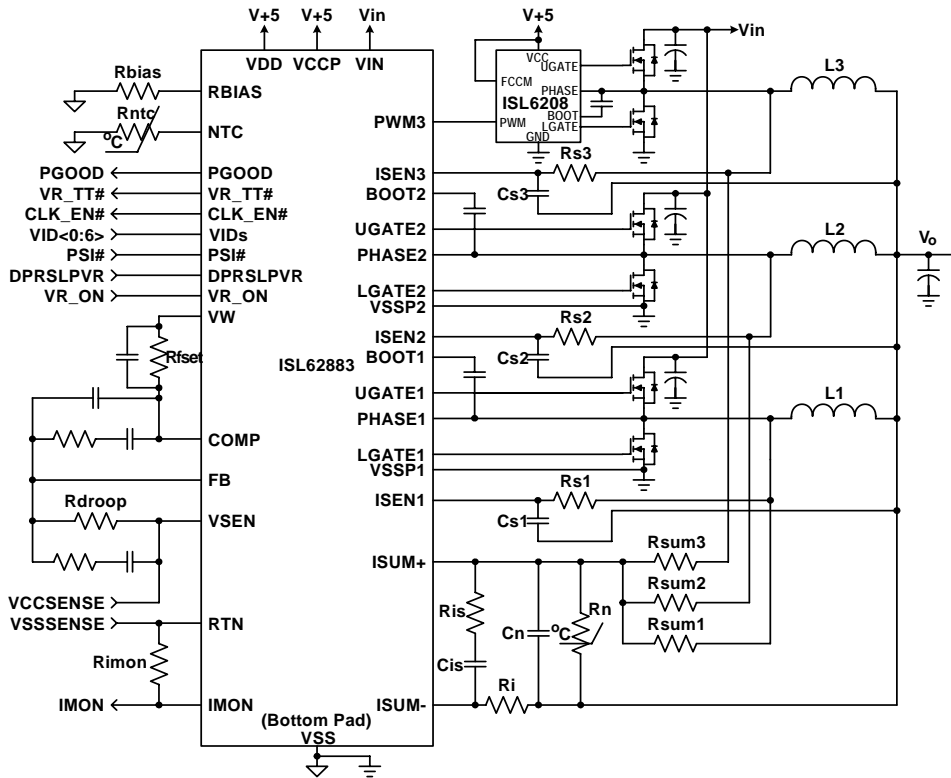 V+5 V+5 Vin V+5
Vin
VDD VCCP VIN
VCC
UGATE
L3
Rbias
RBIAS
FCCM
PHASE
ISL6208
Rntc
BOOT
PWM3
PWM
LGATE
NTC
°C
GND
PGOOD PGOOD
ISEN3
Rs3
VR_TT# VR_TT#
BOOT2
Cs3
CLK_EN# CLK_EN#
VID<0:6> VIDs
UGATE2
L2
Vo
PSI# PSI#
PHASE2
DPRSLPVR DPRSLPVR
LGATE2
VR_ON VR_ON
VSSP2
VW
Rs2
ISEN2
Rfset
ISL62883
BOOT1
Cs2
UGATE1
L1
PHASE1
COMP
LGATE1
VSSP1
FB
Rs1
ISEN1
Rdroop
VSEN
Cs1
Rsum3
ISUM+
Rsum2
VCCSENSE
Ris
Rn
VSSSENSE RTN
Cn
°C
Rsum1
Rimon
Cis
Ri
IMON IMON
ISUM-
(Bottom Pad)
VSS